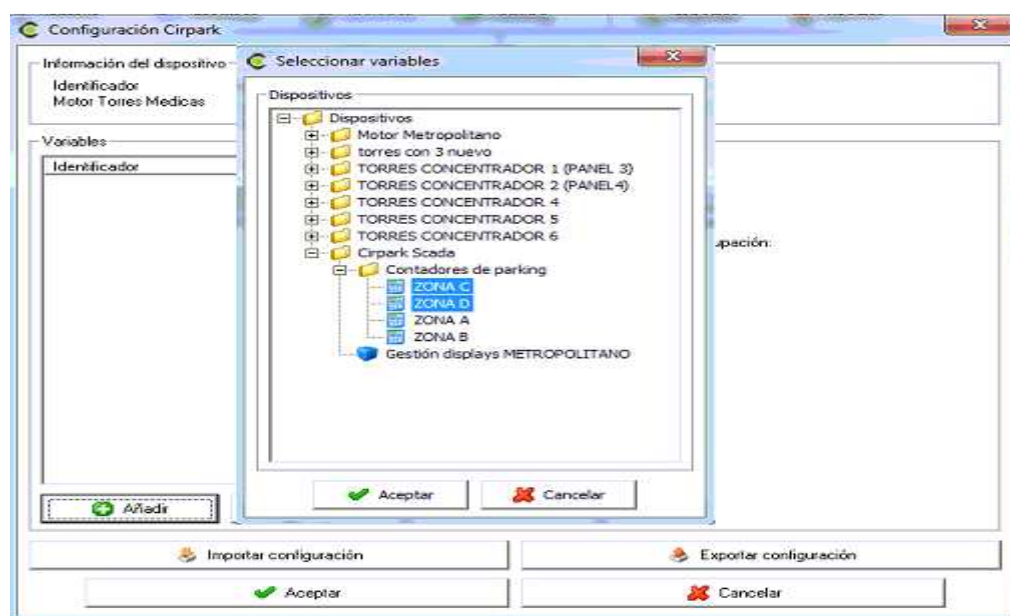 Configuración Cirpark
Información del dispositivo
Identificador
Motor Torres Medicas
Variables
Identificador
upación:
Añadir
Importar configuración
Exportar configuración
Aceptar
Cancelar
Seleccionar variables
Dispositivos
Dispositivos
Motor Metropolitano
torres con 3 nuevo
TORRES CONCENTRADOR 1 (PANEL 3)
TORRES CONCENTRADOR 2 (PANEL4)
TORRES CONCENTRADOR 4
TORRES CONCENTRADOR 5
TORRES CONCENTRADOR 6
Cirpark Scada
Contadores de parking
ZONA C
ZONA D
ZONA A
ZONA B
Gestión displays METROPOLITANO
Aceptar
Cancelar